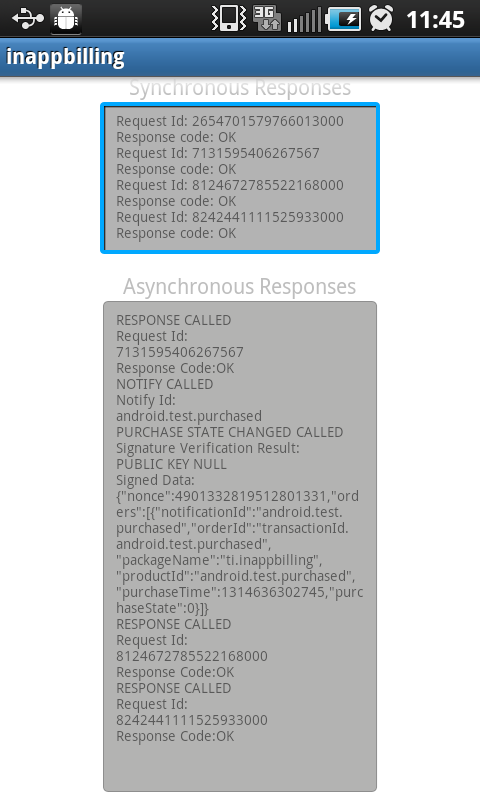 3G
11:45
inappbilling
Synchronous Responses
Request Id: 2654701579766013000
Response code: OK
Request Id: 7131595406267567
Response code: OK
Request Id: 8124672785522168000
Response code: OK
Request Id: 8242441111525933000
Response code: OK
Asynchronous Responses
RESPONSE CALLED
Request Id:
7131595406267567
Response Code:OK
NOTIFY CALLED
Notify Id:
android.test.purchased
PURCHASE STATE CHANGED CALLED
Signature Verification Result:
PUBLIC KEY NULL
Signed Data:
{"nonce":4901332819512801331,"ord
ers":[{"notificationId":"android.test.
purchased","orderId":"transactionId.
android.test.purchased",
"packageName":"ti.inappbilling",
"productId":"android.test.purchased",
"purchaseTime":1314636302745,"purc
haseState":0}]}
RESPONSE CALLED
Request Id:
8124672785522168000
Response Code:OK
RESPONSE CALLED
Request Id:
8242441111525933000
Response Code:OK